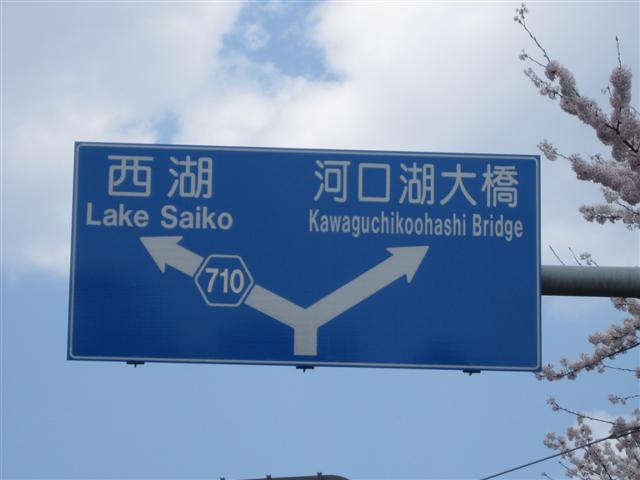 西湖
Lake Saiko
河口湖大橋
Kawaguchikoohashi Bridge
710